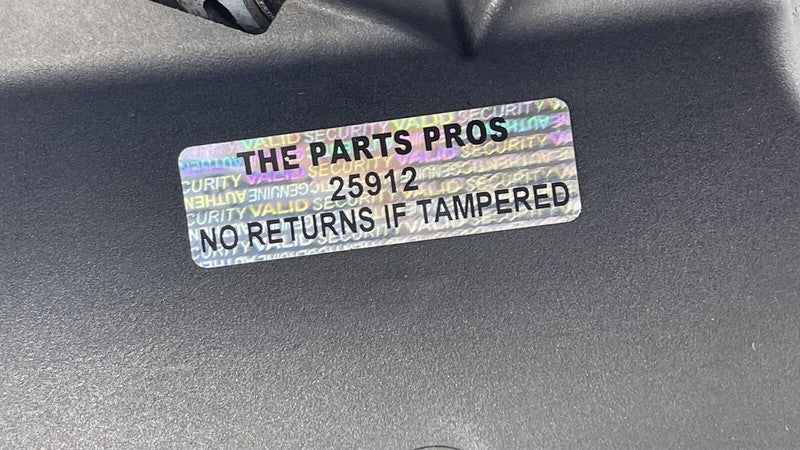 THE PARTS PROS
25912
NO RETURNS IF TAMPERED